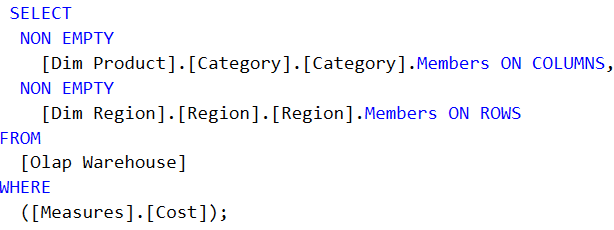 SELECT
NON EMPTY
[Dim Product].[Category].[Category].Members ON COLUMNS,
NON EMPTY
[Dim Region].[Region].[Region].Members ON ROWS
FROM
[Olap Warehouse]
WHERE
([Measures].[Cost]);